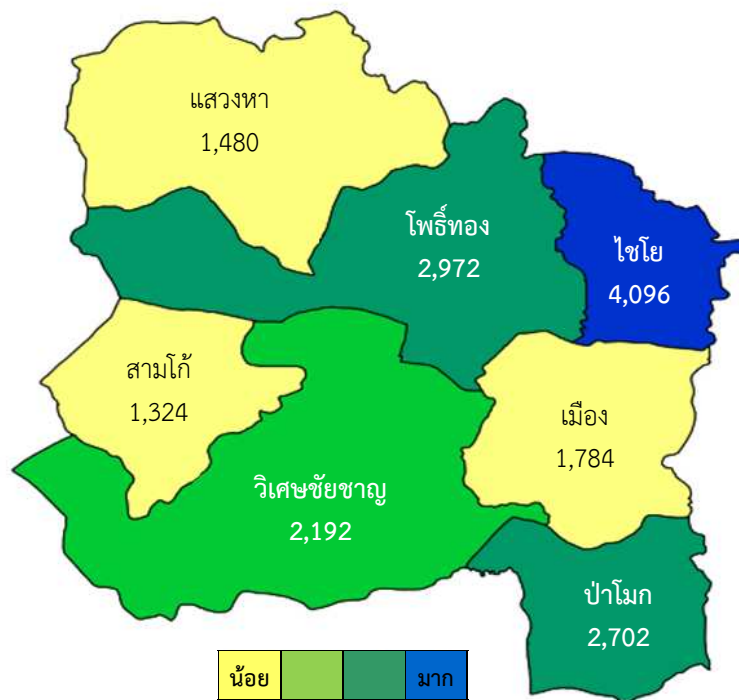 แสวงหา
1,480
โพธิ์ทอง
2,972
ไชโย
4,096
สามโก้
1,324
เมือง
1,784
วิเศษชัยชาญ
2,192
ป่าโมก
2,702
น้อย มาก